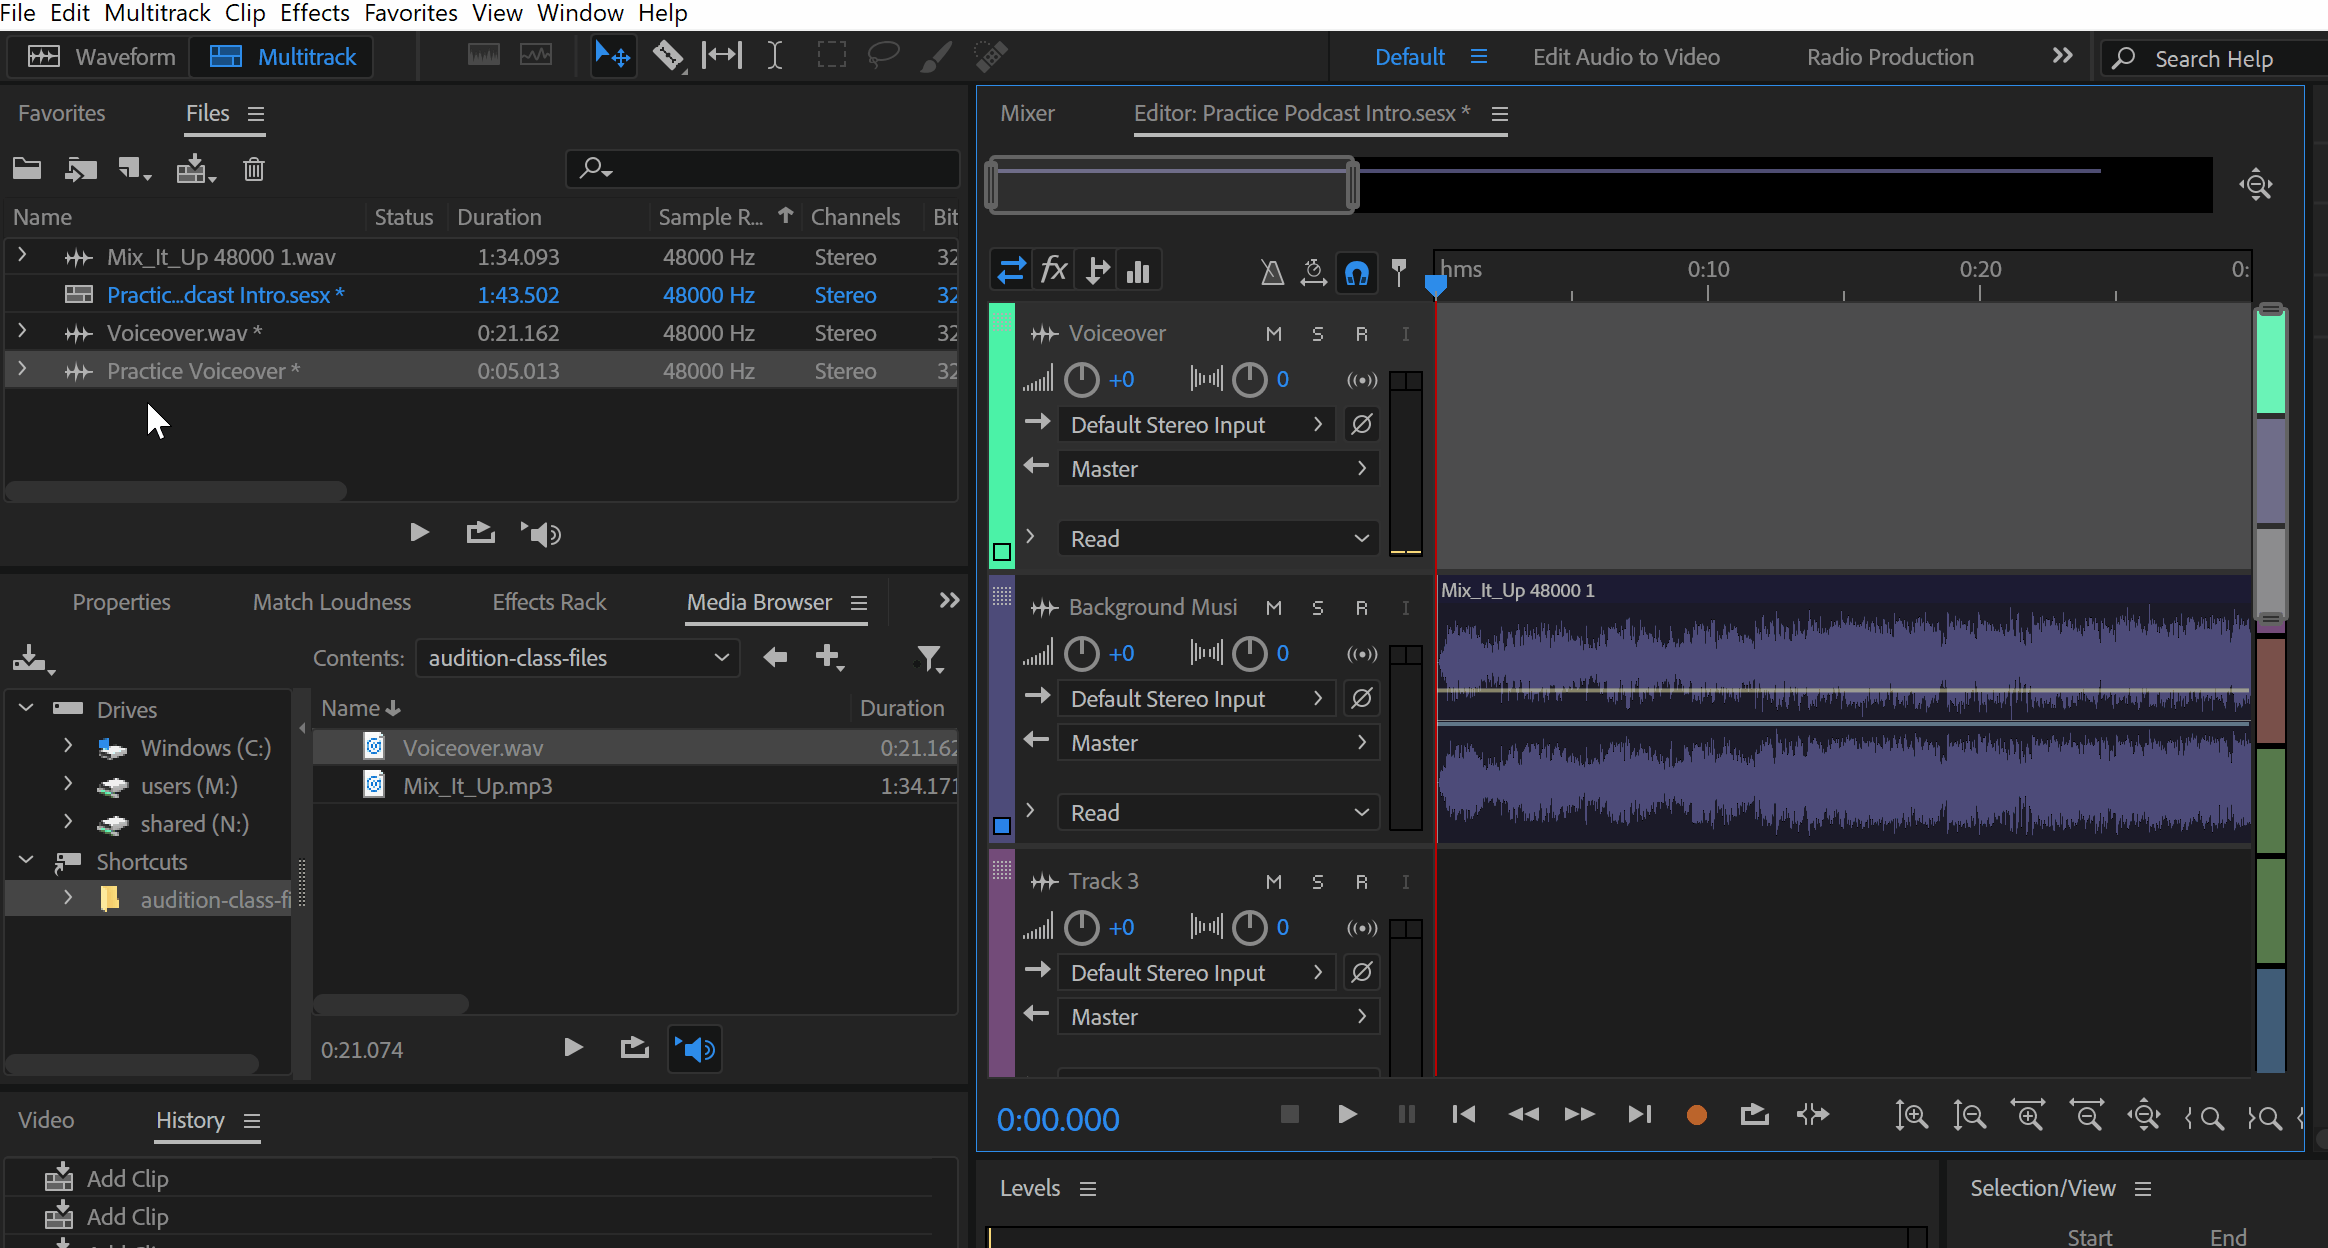 File Edit Multitrack Clip Effects Favorites View Window Help
Waveform Multitrack Default Edit Audio to Video Radio Production Search Help
Favorites Files
Name Status Duration Sample R... Channels Bit
Mix_It_Up 48000 1.wav 1:34.093 48000 Hz Stereo 32
Practic...dcast Intro.sesx * 1:43.502 48000 Hz Stereo 32
Voiceover.wav * 0:21.162 48000 Hz Stereo 32
Practice Voiceover * 0:05.013 48000 Hz Stereo 32
Properties Match Loudness Effects Rack Media Browser
Contents: audition-class-files
Drives
Windows (C:)
users (M:)
shared (N:)
Shortcuts
audition-class-fi
Name Duration
Voiceover.wav 0:21.162
Mix_It_Up.mp3 1:34.171
0:21.074
Video History
Add Clip
Add Clip
Mixer Editor: Practice Podcast Intro.sesx *
fx
hms 0:10 0:20 0:
Voiceover M S R I
+0 0
Default Stereo Input
Master
Read
Background Musi M S R I
+0 0
Default Stereo Input
Master
Read
Mix_It_Up 48000 1
Track 3 M S R I
+0 0
Default Stereo Input
Master
0:00.000
Levels
Selection/View
Start End